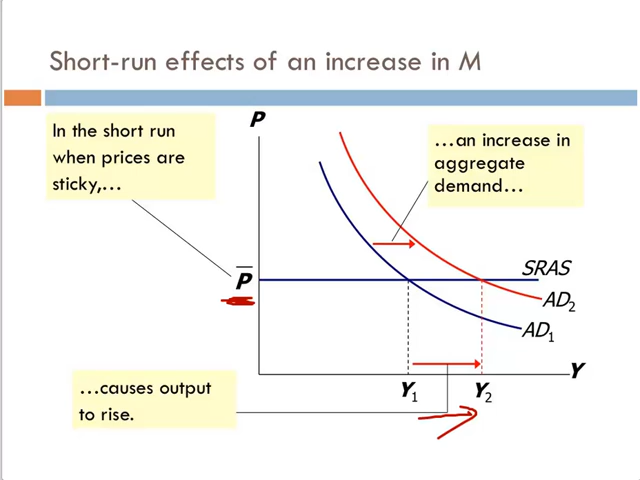 Short-run effects of an increase in M
In the short run
when prices are
sticky,…
P
…an increase in
aggregate
demand…
P̅
SRAS
AD₂
AD₁
Y
Y₁
Y₂
…causes output
to rise.